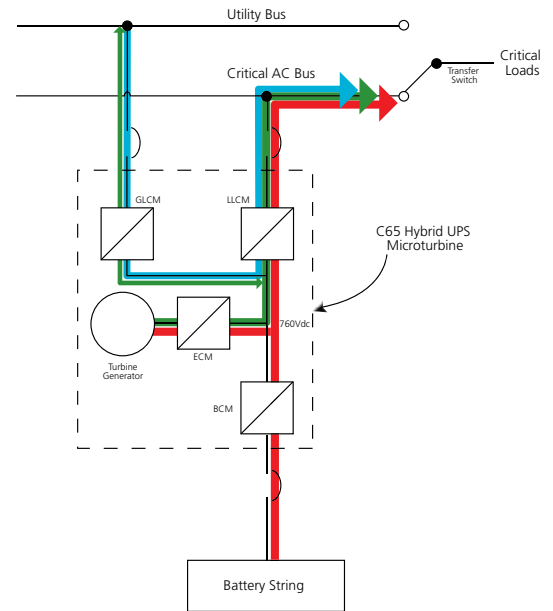 Utility Bus
Critical AC Bus
Transfer
Switch
Critical
Loads
GLCM
LLCM
C65 Hybrid UPS
Microturbine
760Vdc
Turbine
Generator
ECM
BCM
Battery String